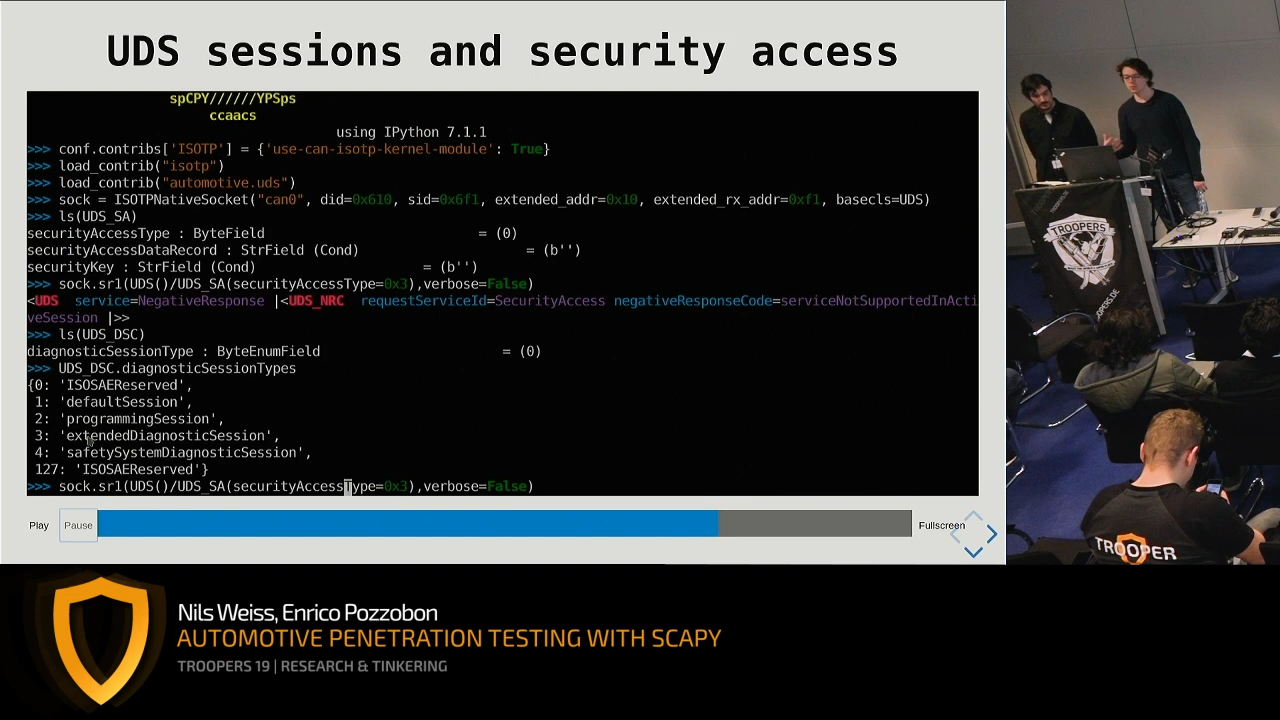 UDS sessions and security access
spCPY//////YPSps
ccaacs
using IPython 7.1.1
>>> conf.contribs['ISOTP'] = {'use-can-isotp-kernel-module': True}
>>> load_contrib("isotp")
>>> load_contrib("automotive.uds")
>>> sock = ISOTPNativeSocket("can0", did=0x610, sid=0x6f1, extended_addr=0x10, extended_rx_addr=0xf1, basecls=UDS)
>>> ls(UDS_SA)
securityAccessType : ByteField = (0)
securityAccessDataRecord : StrField (Cond) = (b'')
securityKey : StrField (Cond) = (b'')
>>> sock.sr1(UDS()/UDS_SA(securityAccessType=0x3),verbose=False)
<UDS service=NegativeResponse |<UDS_NRC requestServiceId=SecurityAccess negativeResponseCode=serviceNotSupportedInActi
veSession |>>
>>> ls(UDS_DSC)
diagnosticSessionType : ByteEnumField = (0)
>>> UDS_DSC.diagnosticSessionTypes
{0: 'ISOSAEReserved',
1: 'defaultSession',
2: 'programmingSession',
3: 'extendedDiagnosticSession',
4: 'safetySystemDiagnosticSession',
127: 'ISOSAEReserved'}
>>> sock.sr1(UDS()/UDS_SA(securityAccessType=0x3),verbose=False)
Play
Pause
Fullscreen
TROOPERS
TROOPERS.DE
TROOPER
Nils Weiss, Enrico Pozzobon
AUTOMOTIVE PENETRATION TESTING WITH SCAPY
TROOPERS 19 | RESEARCH & TINKERING